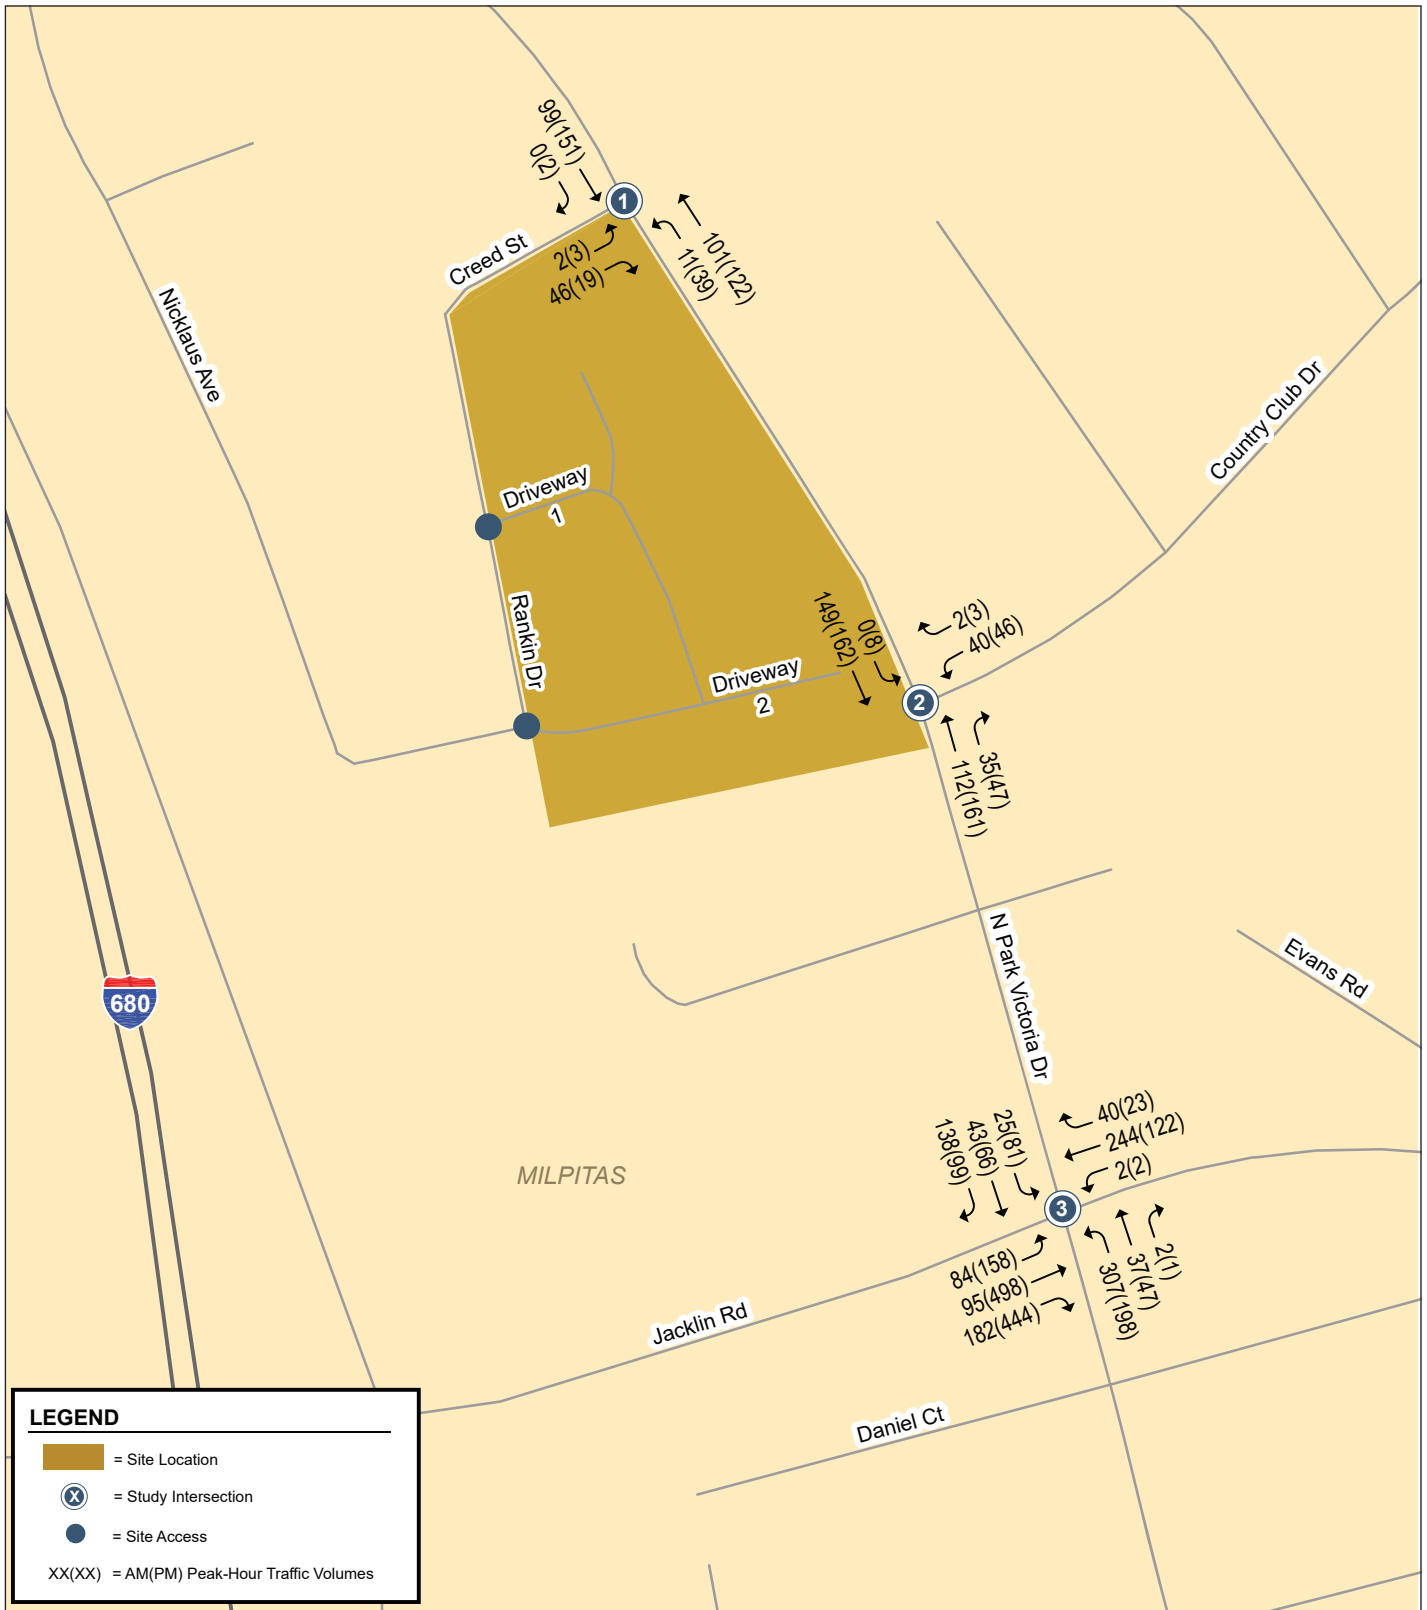 99(151)
0(2)
1
101(122)
11(39)
Creed St
2(3)
46(19)
Nicklaus Ave
Country Club Dr
Driveway
1
Rankin Dr
149(162)
0(8)
2(3)
40(46)
Driveway
2
2
35(47)
112(161)
N Park Victoria Dr
Evans Rd
680
MILPITAS
138(99)
43(66)
25(81)
40(23)
244(122)
2(2)
3
84(158)
95(498)
182(444)
2(1)
37(47)
307(198)
Jacklin Rd
Daniel Ct
LEGEND
= Site Location
X = Study Intersection
= Site Access
XX(XX) = AM(PM) Peak-Hour Traffic Volumes